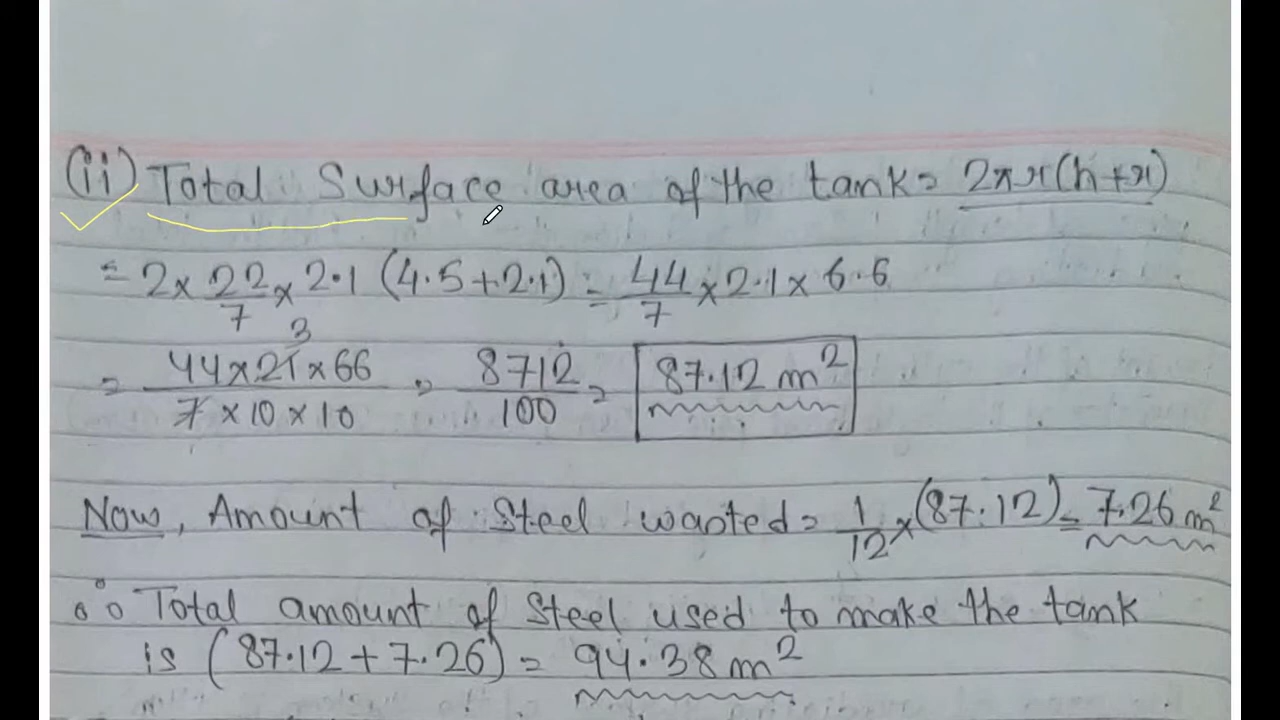 (ii) Total Surface area of the tank = 2πr(h+r)
= 2 × 22/7 × 2.1 (4.5+2.1) = 44/7 × 2.1 × 6.6
= 44×21×66 / 7×10×10 = 8712/100 = 87.12 m²
3
Now, Amount of Steel wasted = 1/12 × (87.12) = 7.26 m²
∴ Total amount of Steel used to make the tank
is (87.12 + 7.26) = 94.38 m²